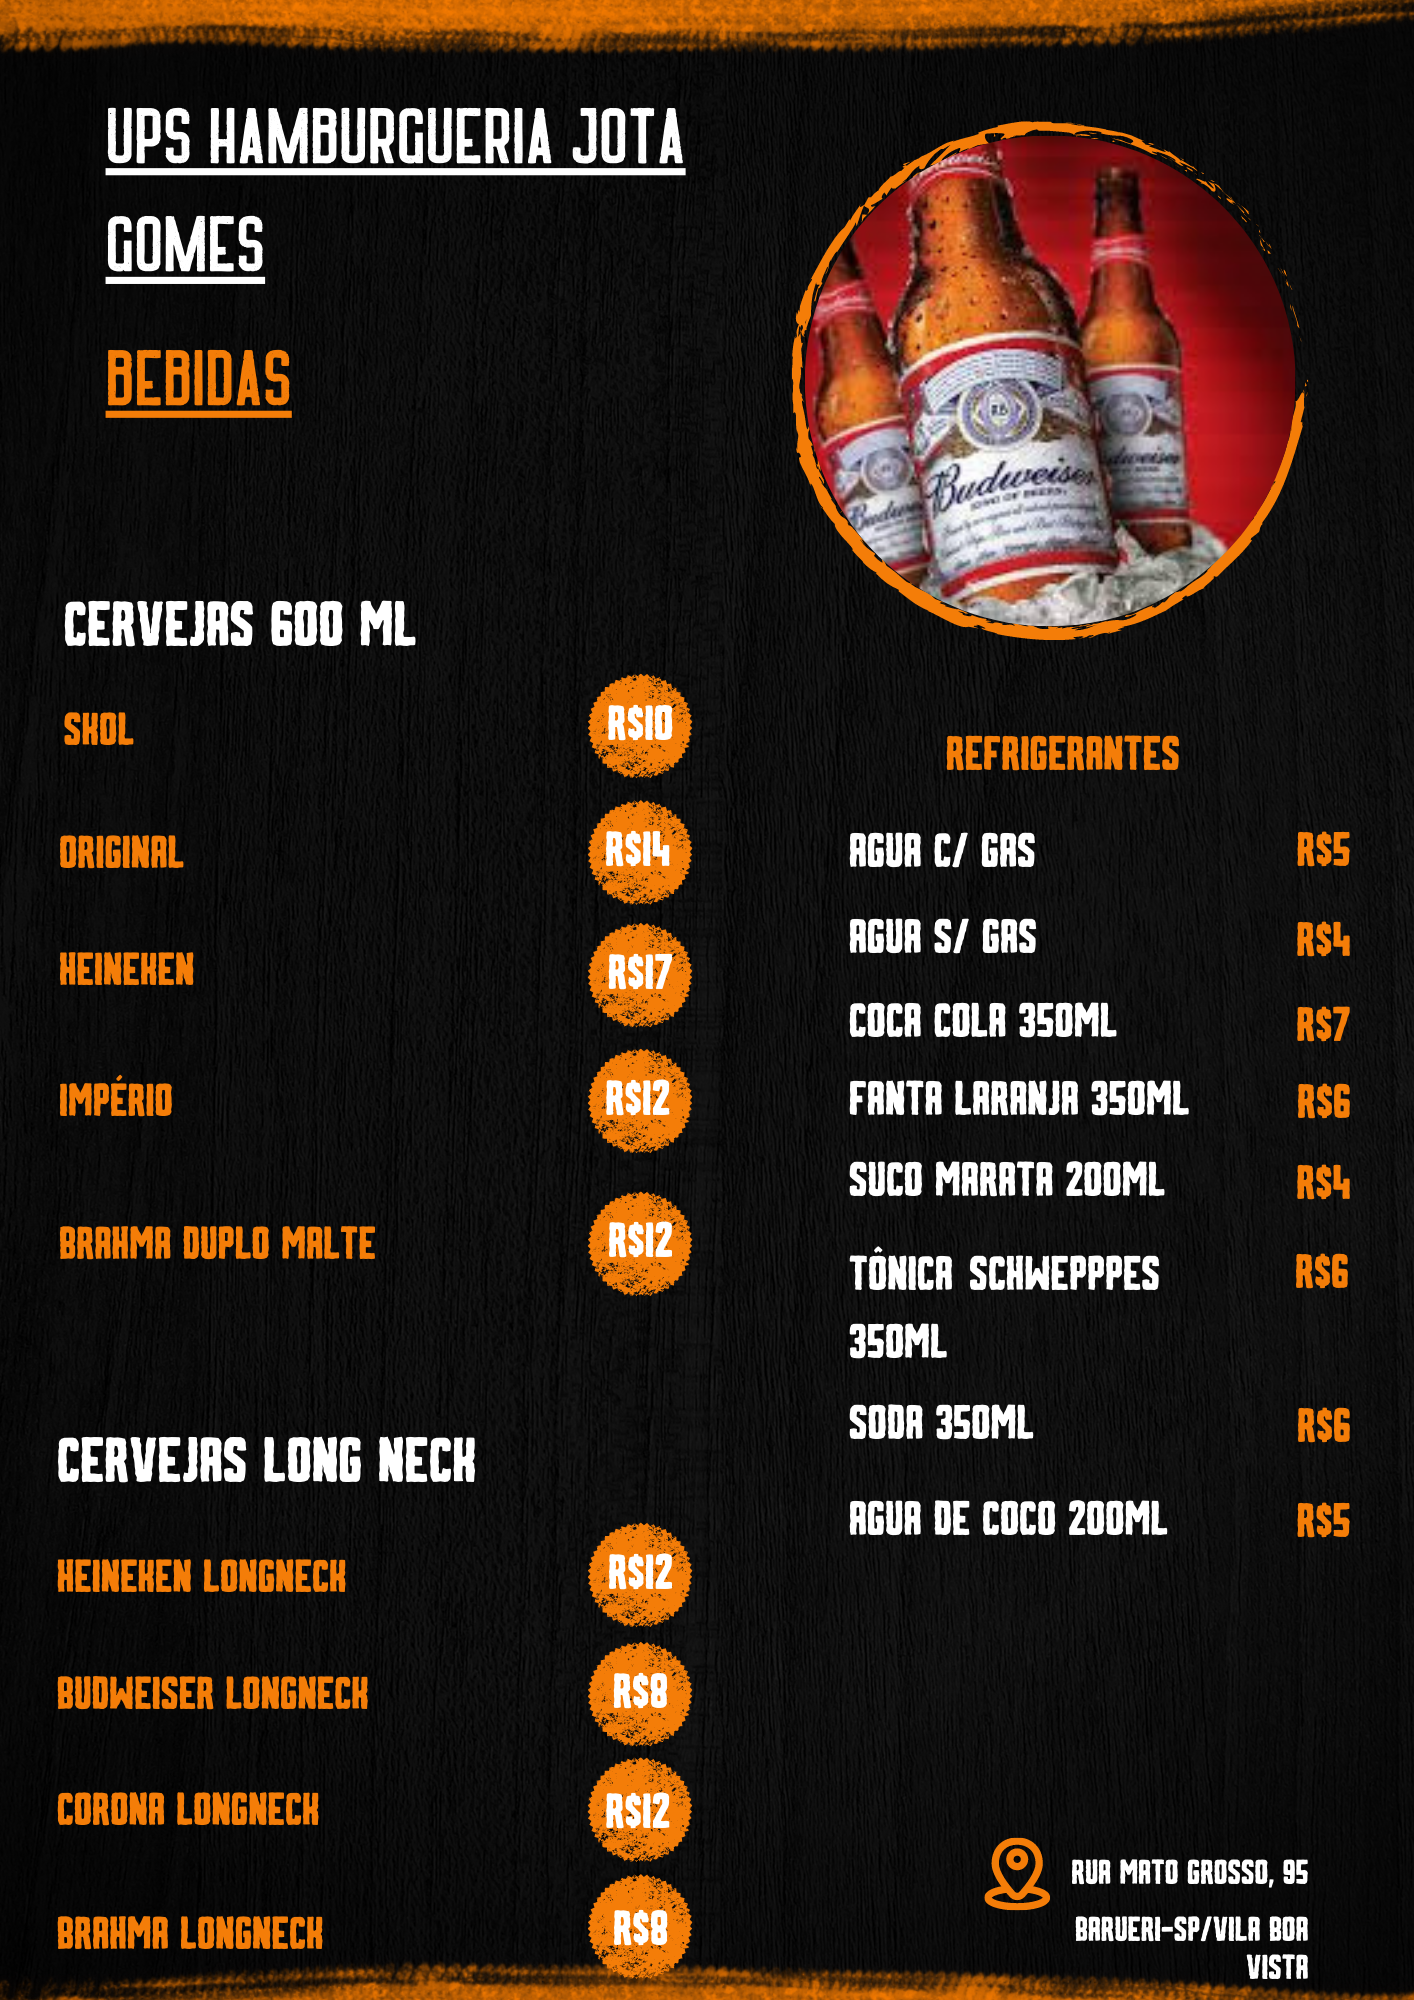 UPS HAMBURGUERIA JOTA
GOMES
BEBIDAS
Budweiser
KING OF BEERS
CERVEJAS 600 ML
SKOL R$10
ORIGINAL R$14
HEINEKEN R$17
IMPÉRIO R$12
BRAHMA DUPLO MALTE R$12
CERVEJAS LONG NECK
HEINEKEN LONGNECK R$12
BUDWEISER LONGNECK R$8
CORONA LONGNECK R$12
BRAHMA LONGNECK R$8
REFRIGERANTES
AGUA C/ GAS R$5
AGUA S/ GAS R$4
COCA COLA 350ML R$7
FANTA LARANJA 350ML R$6
SUCO MARATA 200ML R$4
TÔNICA SCHWEPPPES R$6
350ML
SODA 350ML R$6
AGUA DE COCO 200ML R$5
RUA MATO GROSSO, 95
BARUERI-SP/VILA BOA
VISTA